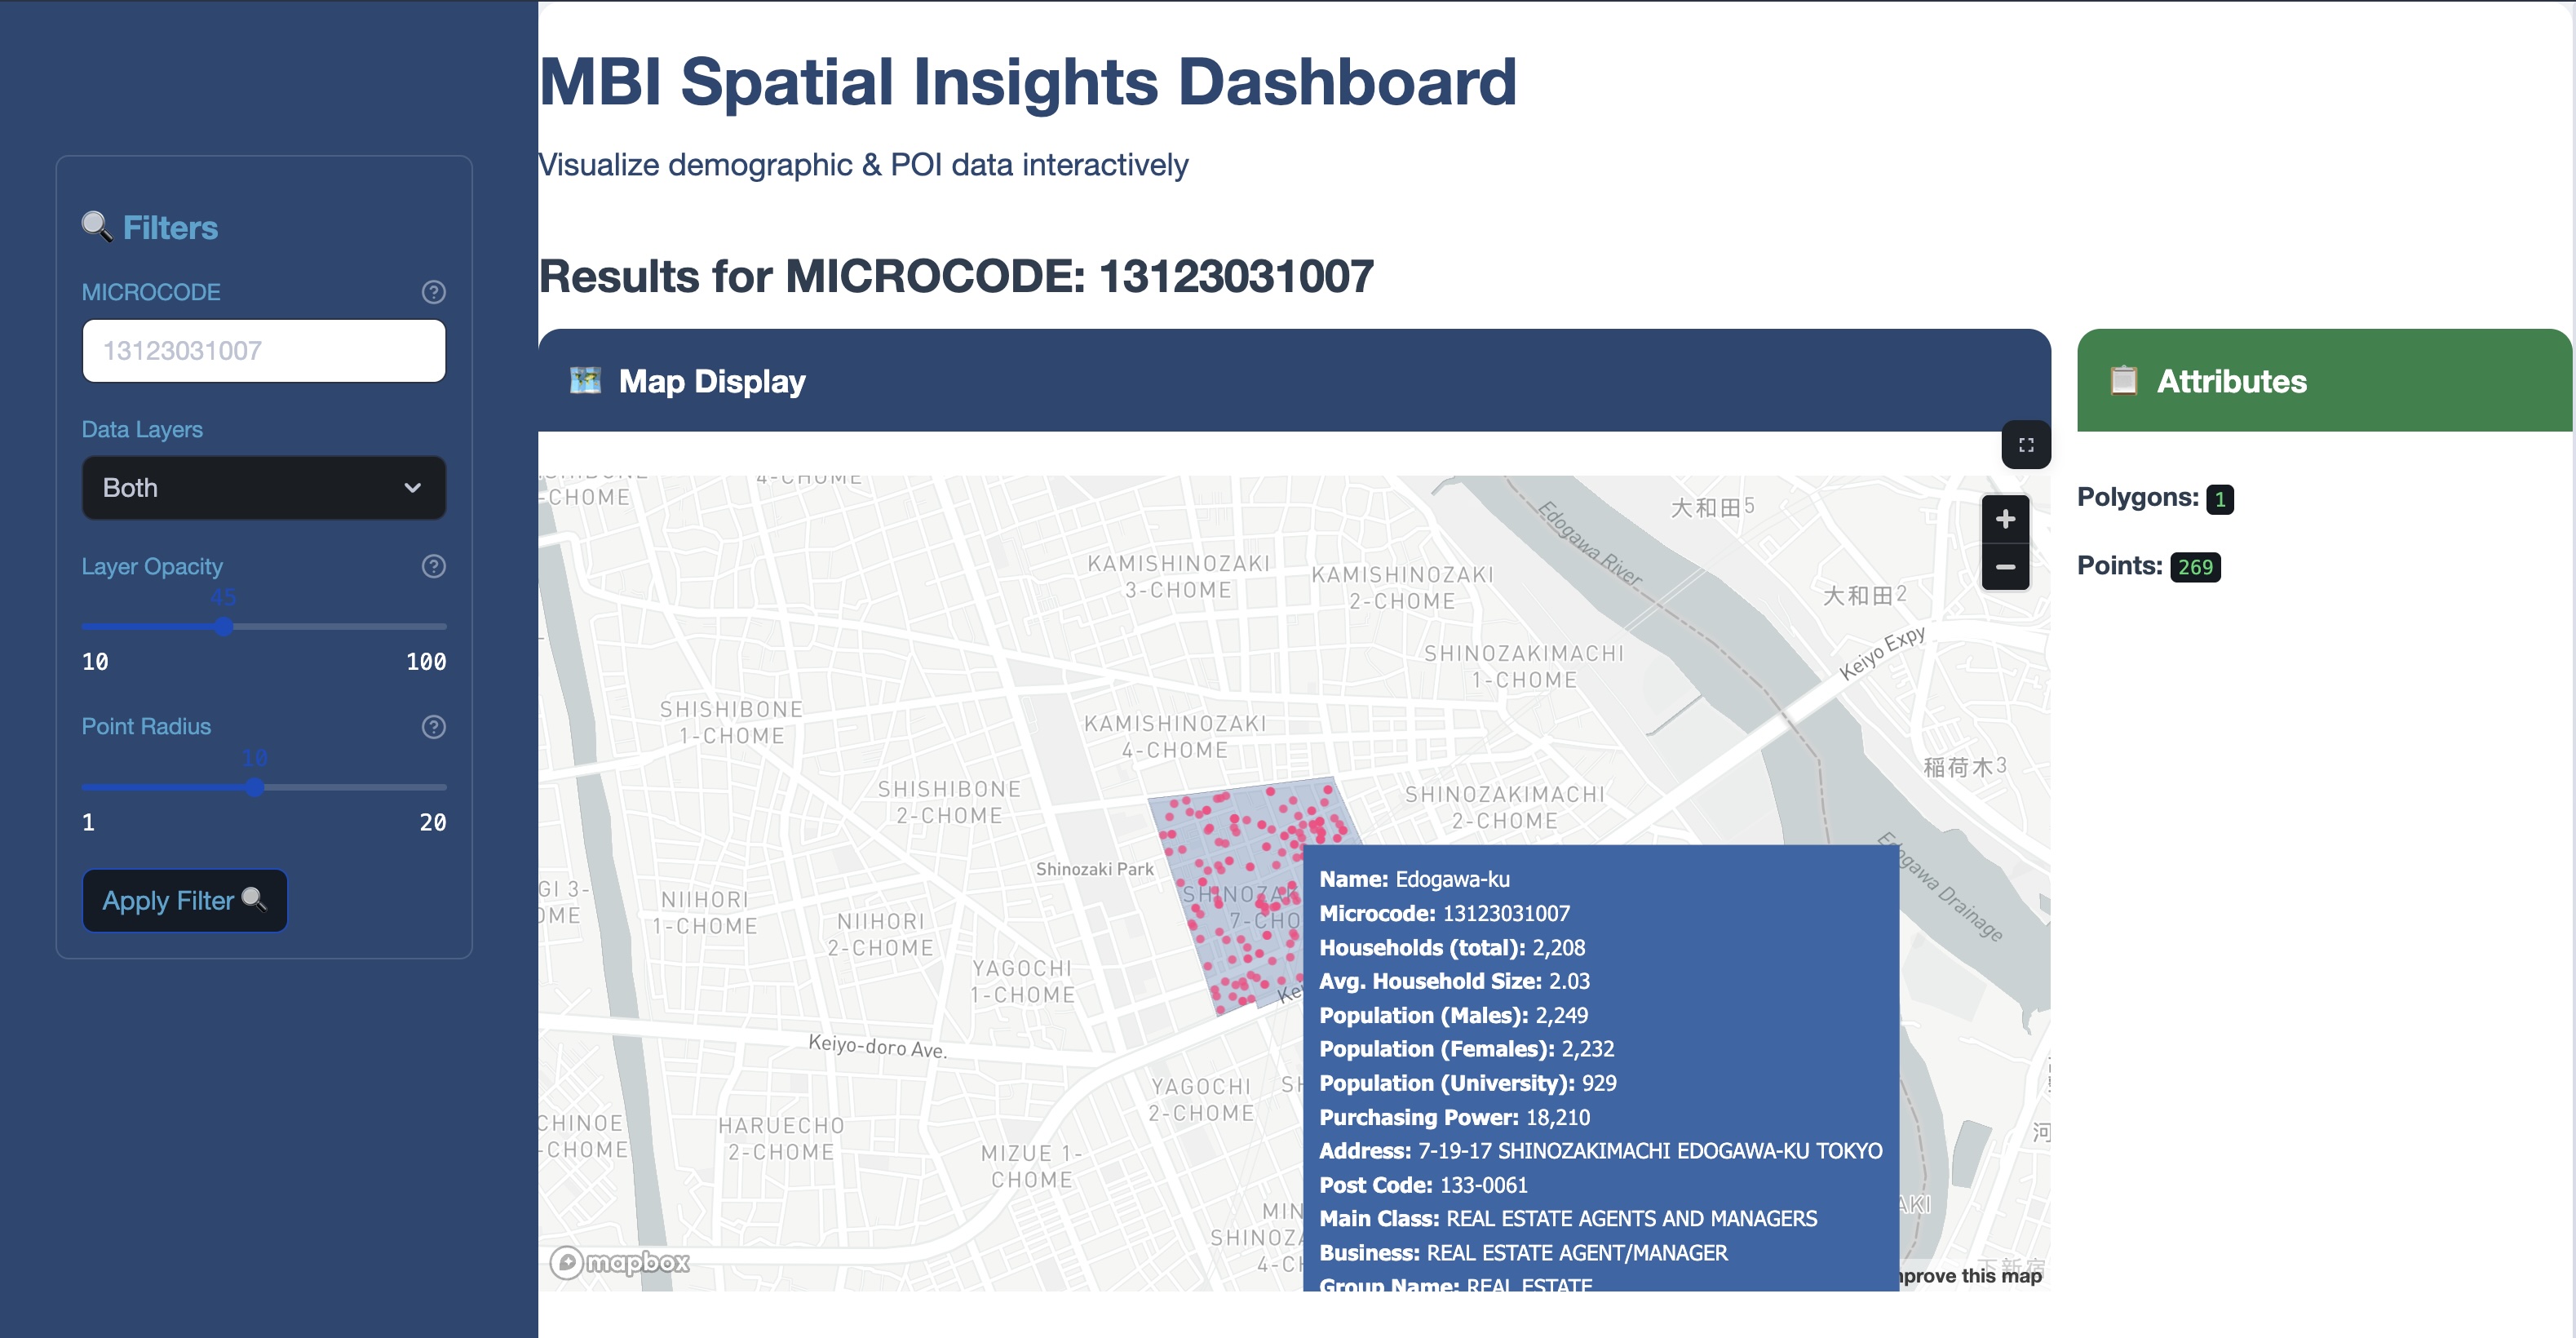 MBI Spatial Insights Dashboard
Visualize demographic & POI data interactively
Results for MICROCODE: 13123031007
Filters
MICROCODE
13123031007
Data Layers
Both
Layer Opacity
45
10
100
Point Radius
10
1
20
Apply Filter
Map Display
-CHOME
4-CHOME
大和田5
Edogawa River
KAMISHINOZAKI
3-CHOME
KAMISHINOZAKI
2-CHOME
大和田2
Keiyo Expy
SHINOZAKIMACHI
1-CHOME
SHISHIBONE
1-CHOME
KAMISHINOZAKI
4-CHOME
稲荷木3
SHISHIBONE
2-CHOME
SHINOZAKIMACHI
2-CHOME
Shinozaki Park
Edogawa Drainage
GI 3-
OME
NIIHORI
1-CHOME
NIIHORI
2-CHOME
SHINOZAK
7-CHO
YAGOCHI
1-CHOME
Ke
Keiyo-doro Ave.
YAGOCHI
2-CHOME
SH
CHINOE
-CHOME
HARUECHO
2-CHOME
MIZUE 1-
CHOME
MIN
SHINOZA
4-CH
河
AKI
下新宿
mapbox
prove this map
Name: Edogawa-ku
Microcode: 13123031007
Households (total): 2,208
Avg. Household Size: 2.03
Population (Males): 2,249
Population (Females): 2,232
Population (University): 929
Purchasing Power: 18,210
Address: 7-19-17 SHINOZAKIMACHI EDOGAWA-KU TOKYO
Post Code: 133-0061
Main Class: REAL ESTATE AGENTS AND MANAGERS
Business: REAL ESTATE AGENT/MANAGER
Group Name: REAL ESTATE
Attributes
Polygons: 1
Points: 269